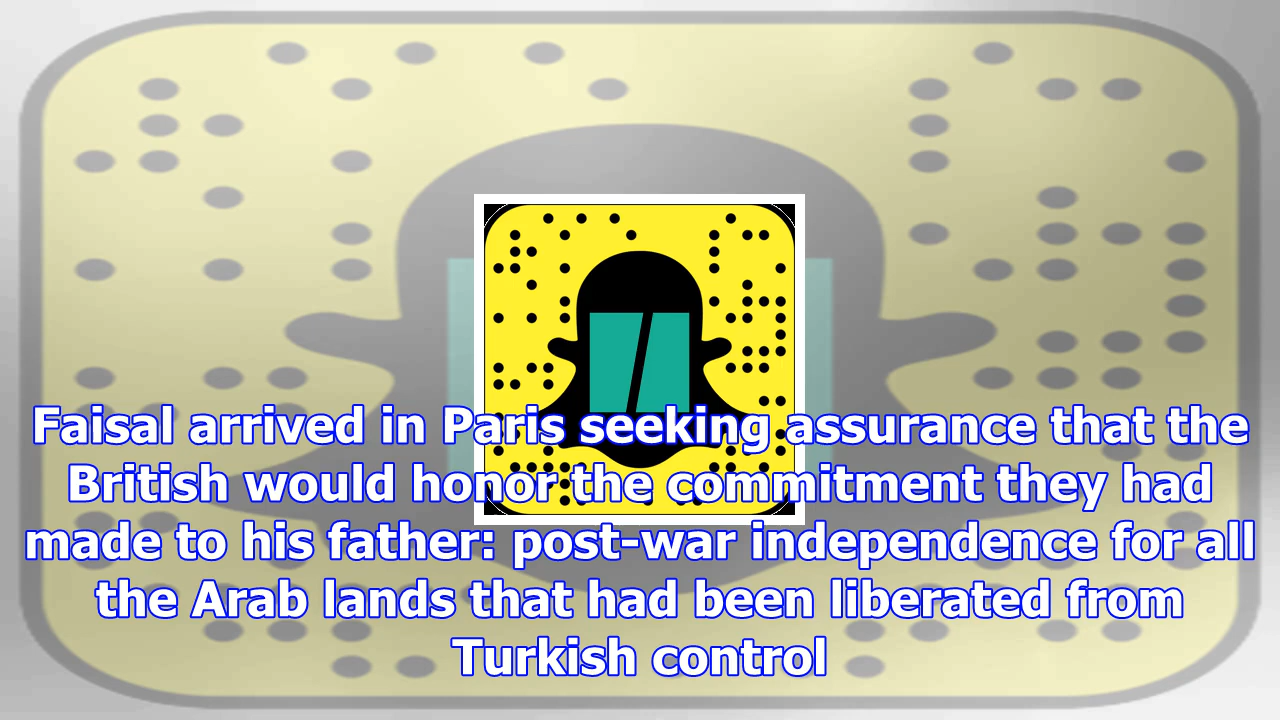 Faisal arrived in Paris seeking assurance that the
British would honor the commitment they had
made to his father: post-war independence for all
the Arab lands that had been liberated from
Turkish control